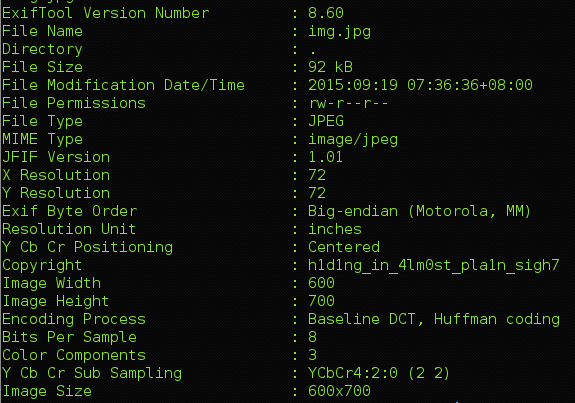 ExifTool Version Number : 8.60
File Name : img.jpg
Directory : .
File Size : 92 kB
File Modification Date/Time : 2015:09:19 07:36:36+08:00
File Permissions : rw-r--r--
File Type : JPEG
MIME Type : image/jpeg
JFIF Version : 1.01
X Resolution : 72
Y Resolution : 72
Exif Byte Order : Big-endian (Motorola, MM)
Resolution Unit : inches
Y Cb Cr Positioning : Centered
Copyright : h1d1ng_in_4lm0st_pla1n_sigh7
Image Width : 600
Image Height : 700
Encoding Process : Baseline DCT, Huffman coding
Bits Per Sample : 8
Color Components : 3
Y Cb Cr Sub Sampling : YCbCr4:2:0 (2 2)
Image Size : 600x700